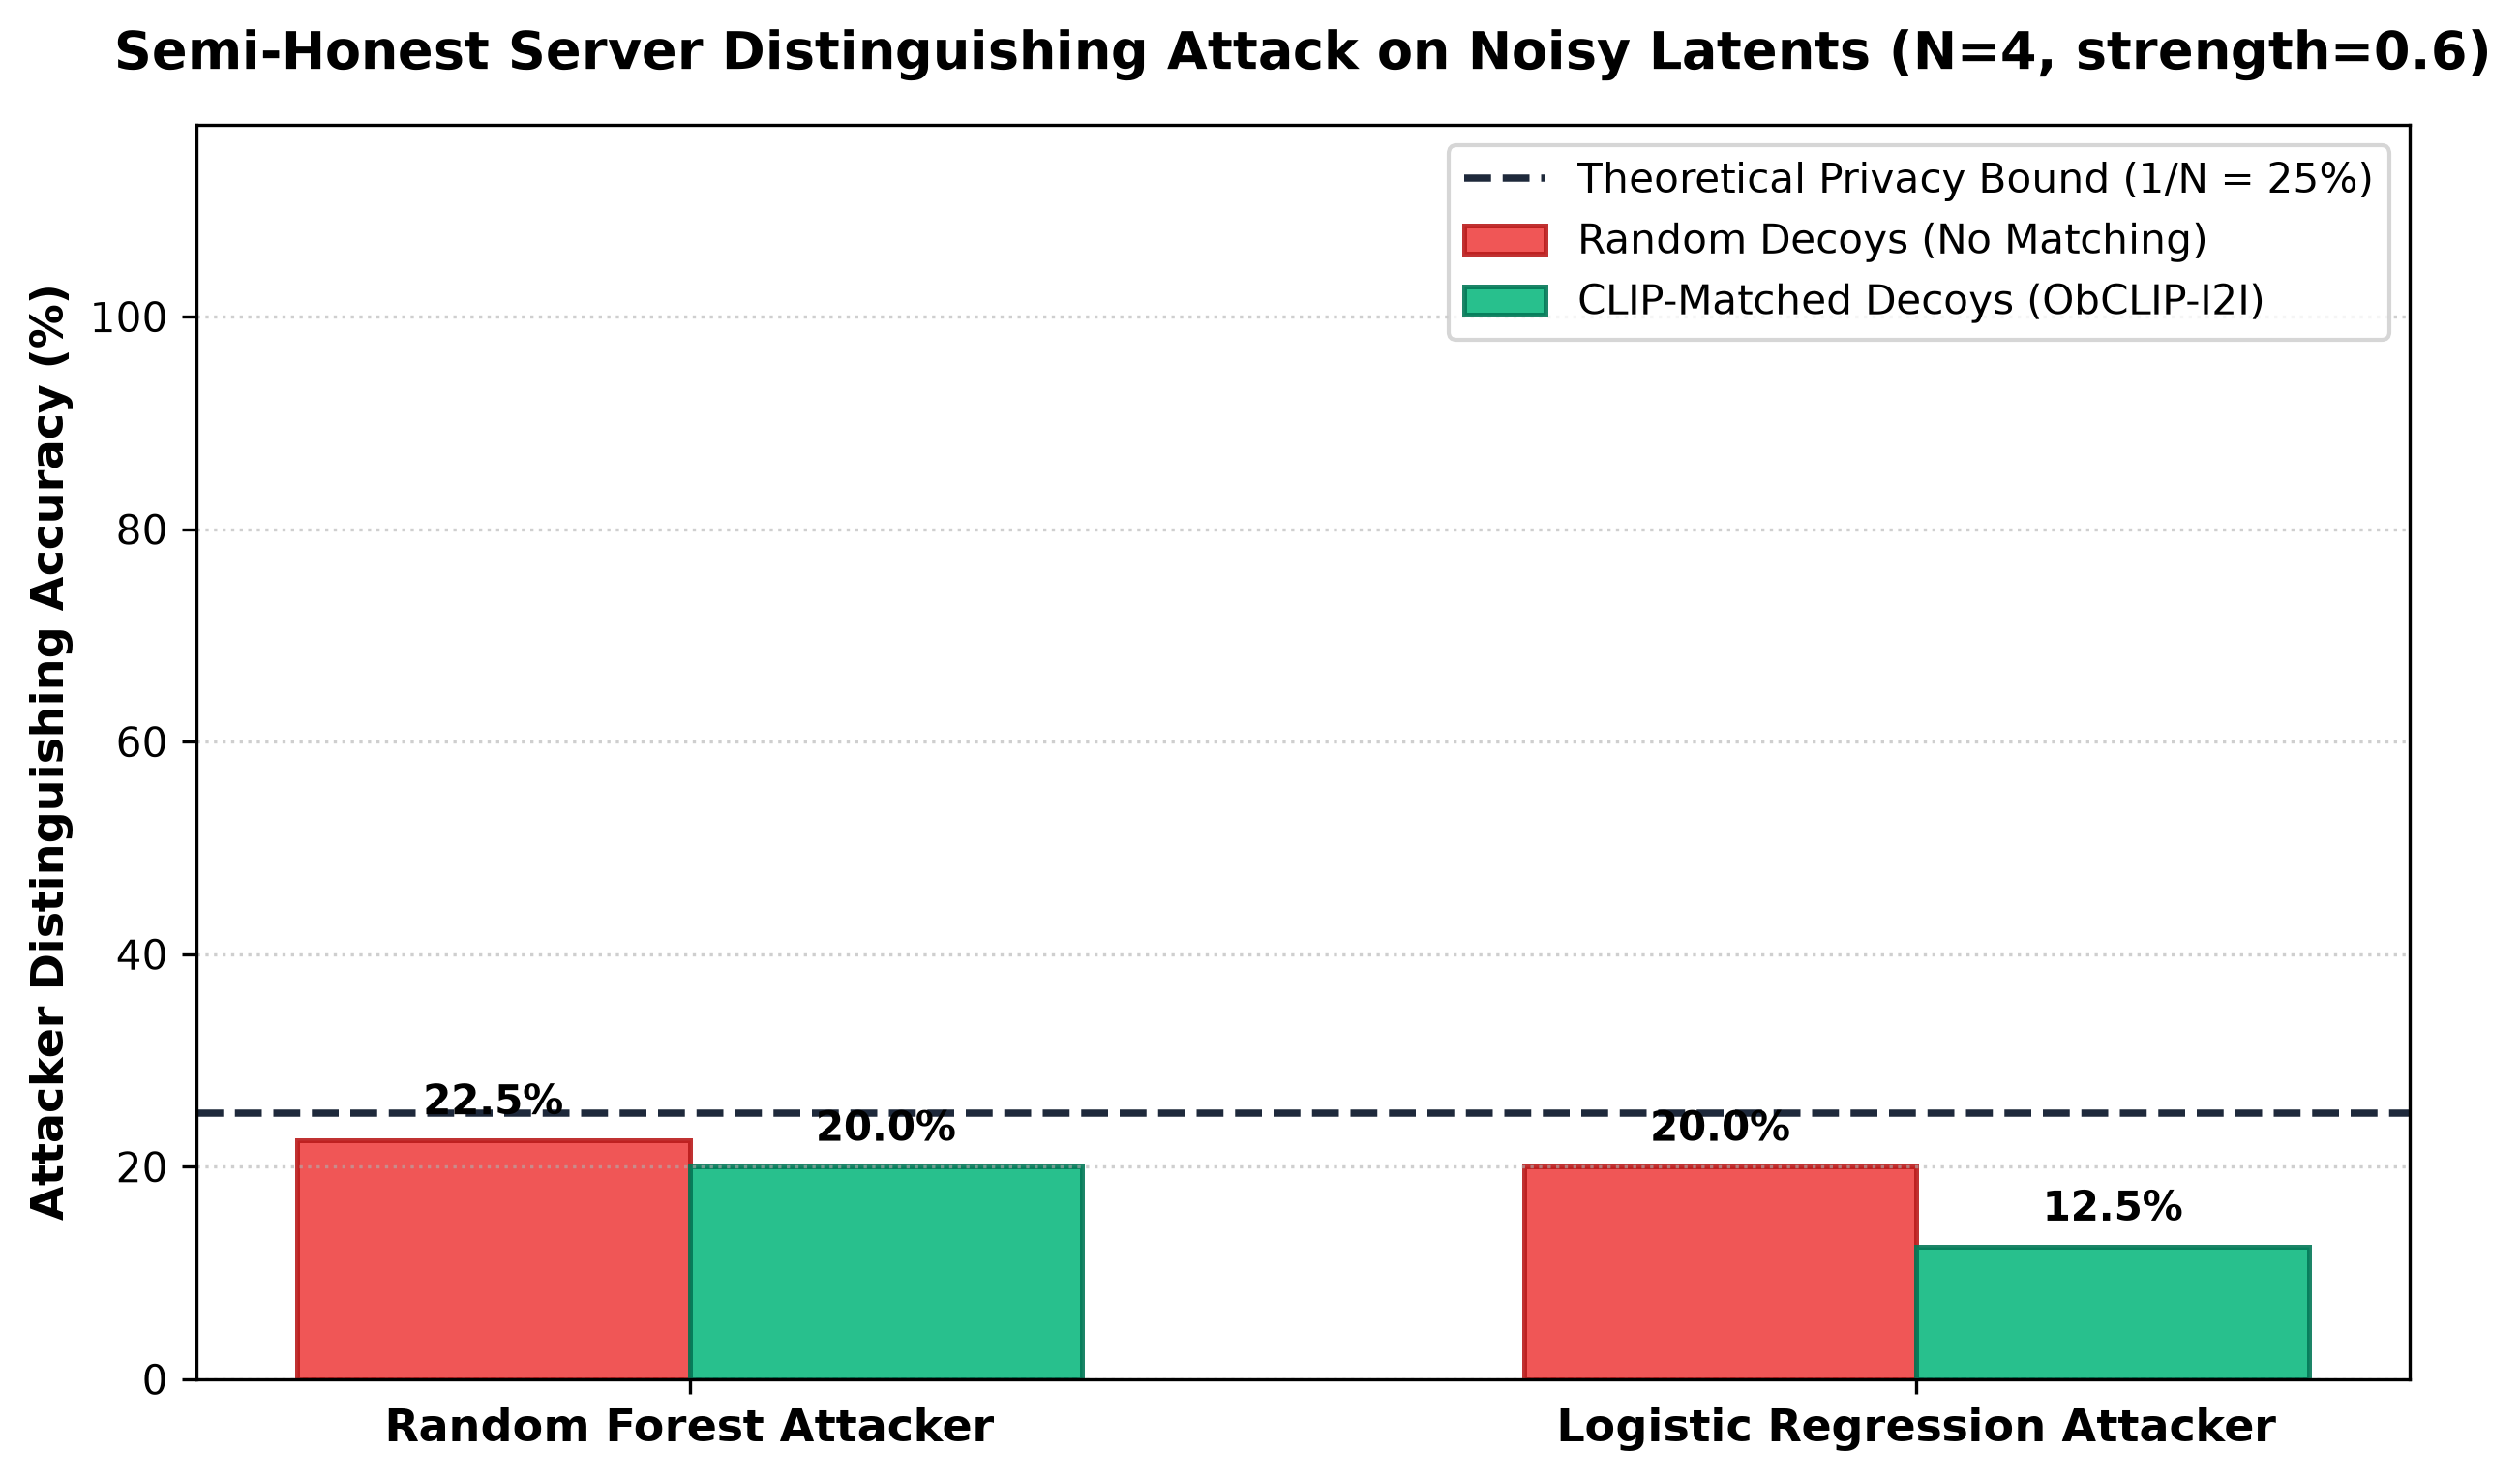 Semi-Honest Server Distinguishing Attack on Noisy Latents (N=4, strength=0.6)
Theoretical Privacy Bound (1/N = 25%)
Random Decoys (No Matching)
CLIP-Matched Decoys (ObCLIP-I2I)
Attacker Distinguishing Accuracy (%)
100
80
60
40
20
0
22.5%
20.0%
20.0%
12.5%
Random Forest Attacker
Logistic Regression Attacker